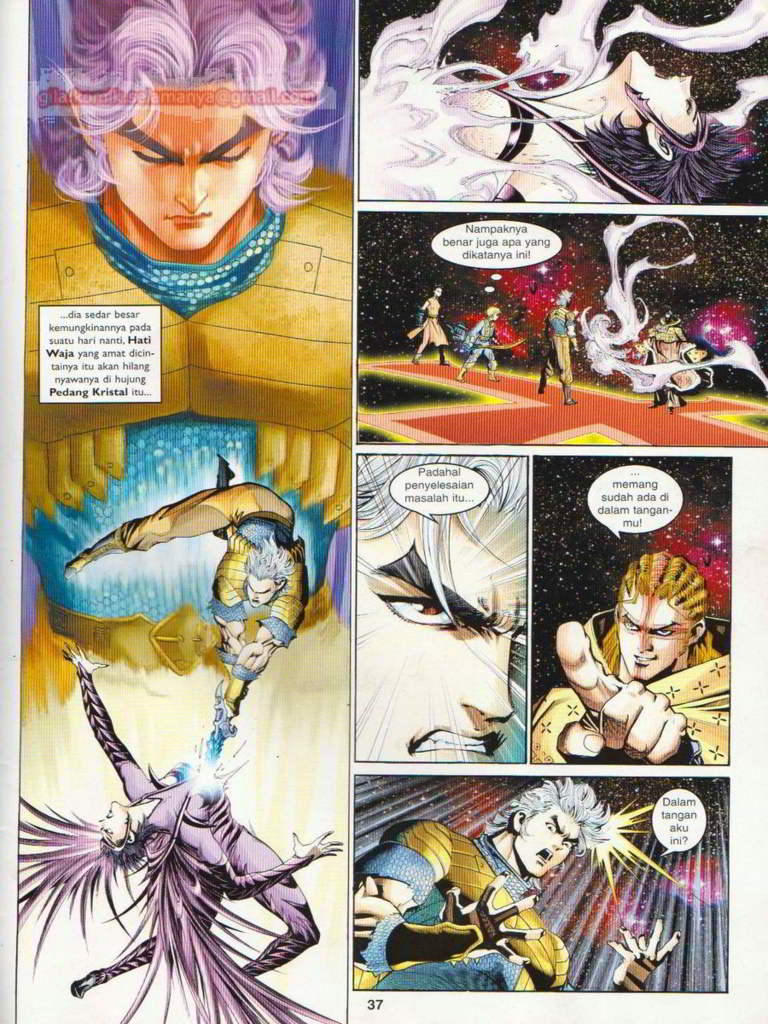 ...dia sedar besar
kemungkinannya pada
suatu hari nanti, Hati
Waja yang amat dicin-
tainya itu akan hilang
nyawanya di hujung
Pedang Kristal itu...
Nampaknya
benar juga apa yang
dikatanya ini!
Padahal
penyelesaian
masalah itu...
...
memang
sudah ada di
dalam tangan-
mu!
Dalam
tangan
aku
ini?
37